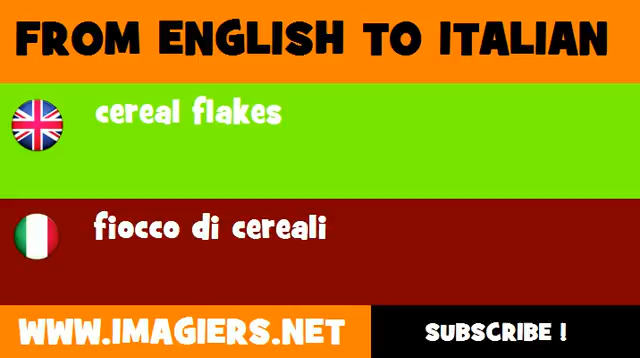 FROM ENGLISH TO ITALIAN
cereal flakes
fiocco di cereali
WWW.IMAGIERS.NET
SUBSCRIBE !